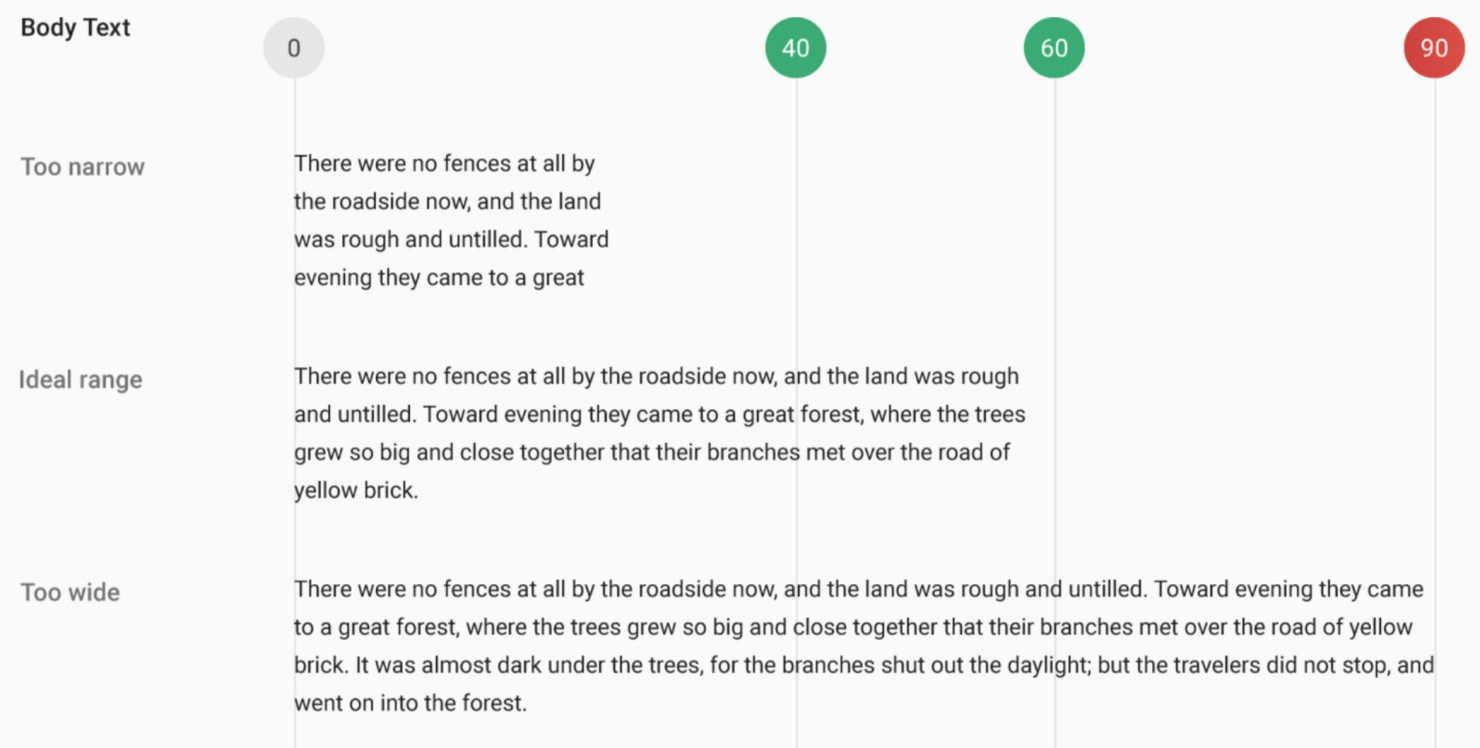 Body Text
0
40
60
90
Too narrow
There were no fences at all by
the roadside now, and the land
was rough and untilled. Toward
evening they came to a great
Ideal range
There were no fences at all by the roadside now, and the land was rough
and untilled. Toward evening they came to a great forest, where the trees
grew so big and close together that their branches met over the road of
yellow brick.
Too wide
There were no fences at all by the roadside now, and the land was rough and untilled. Toward evening they came
to a great forest, where the trees grew so big and close together that their branches met over the road of yellow
brick. It was almost dark under the trees, for the branches shut out the daylight; but the travelers did not stop, and
went on into the forest.